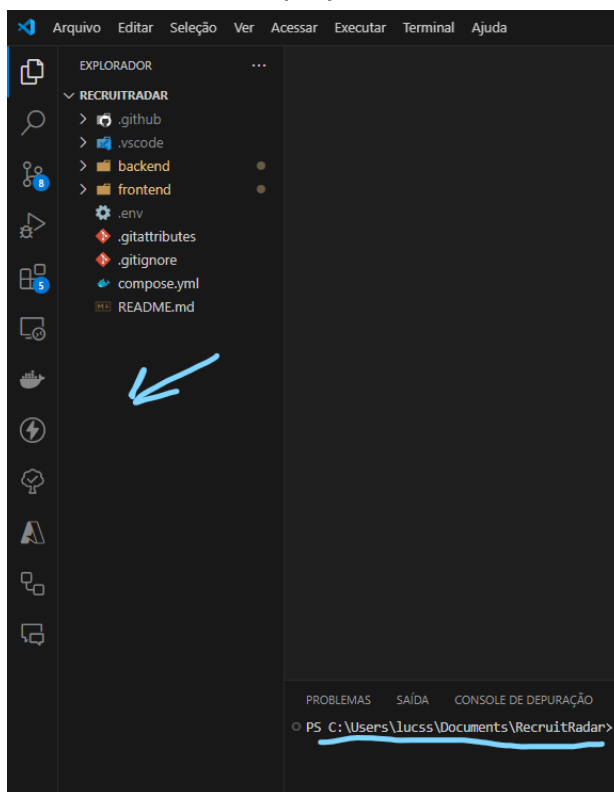 Arquivo Editar Seleção Ver Acessar Executar Terminal Ajuda
EXPLORADOR ...
RECRUITRADAR
.github
.vscode
backend
frontend
.env
.gitattributes
.gitignore
compose.yml
README.md
8
5
PROBLEMAS SAÍDA CONSOLE DE DEPURAÇÃO
PS C:\Users\lucss\Documents\RecruitRadar>